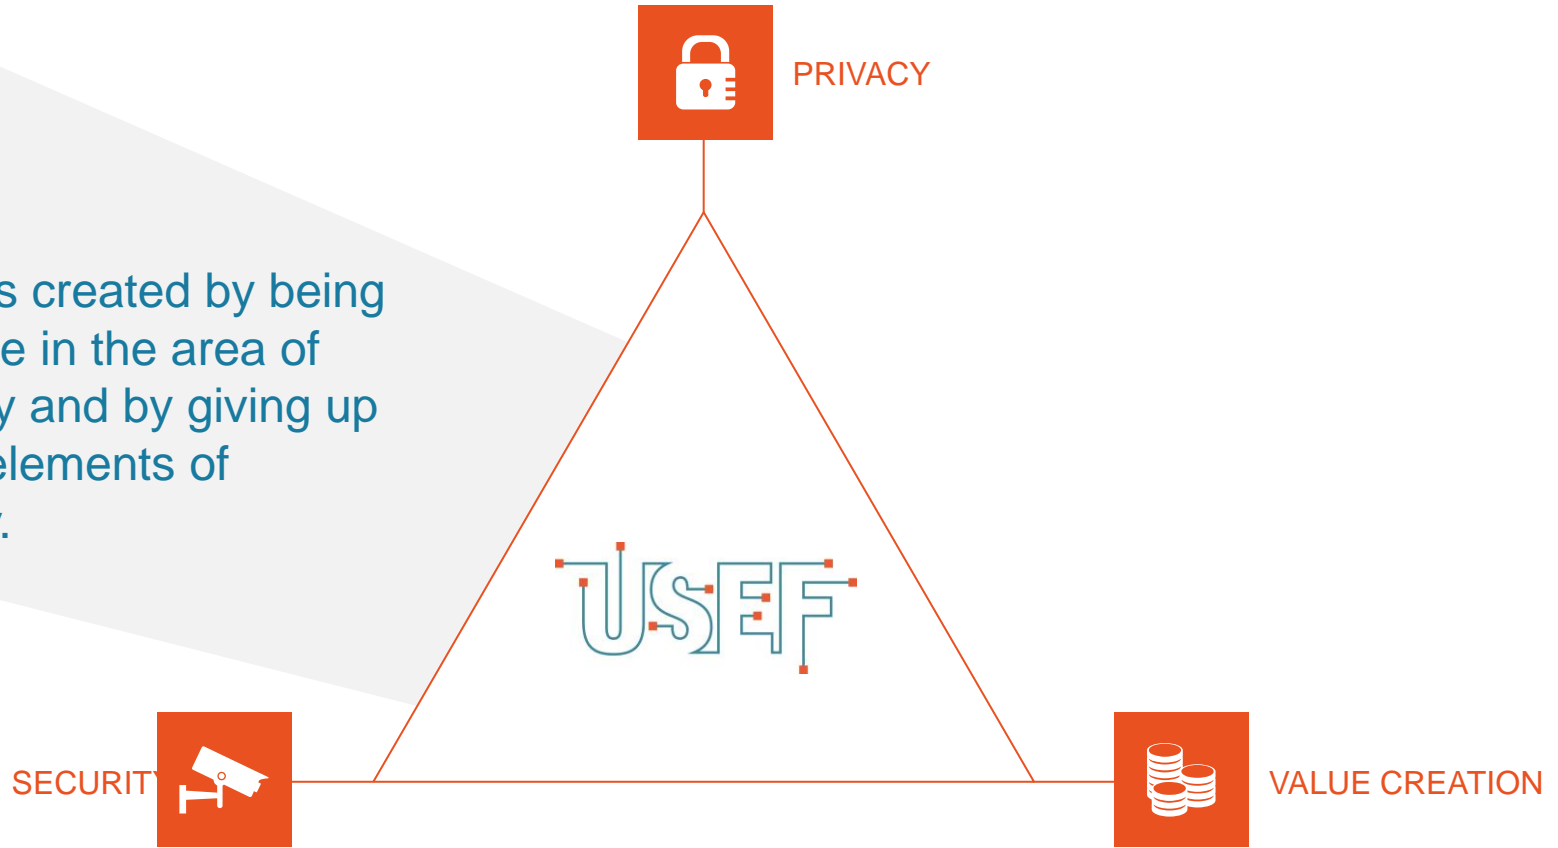 PRIVACY
s created by being
e in the area of
y and by giving up
elements of
.
USEF
SECURITY
VALUE CREATION